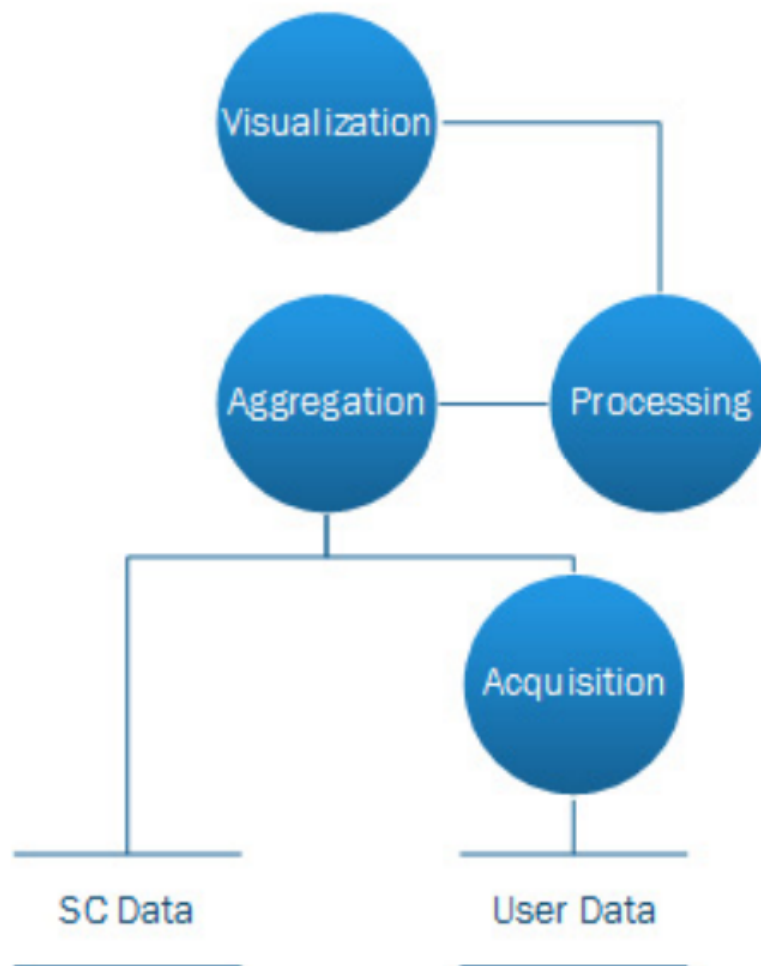 Visualization
Aggregation
Processing
Acquisition
SC Data
User Data